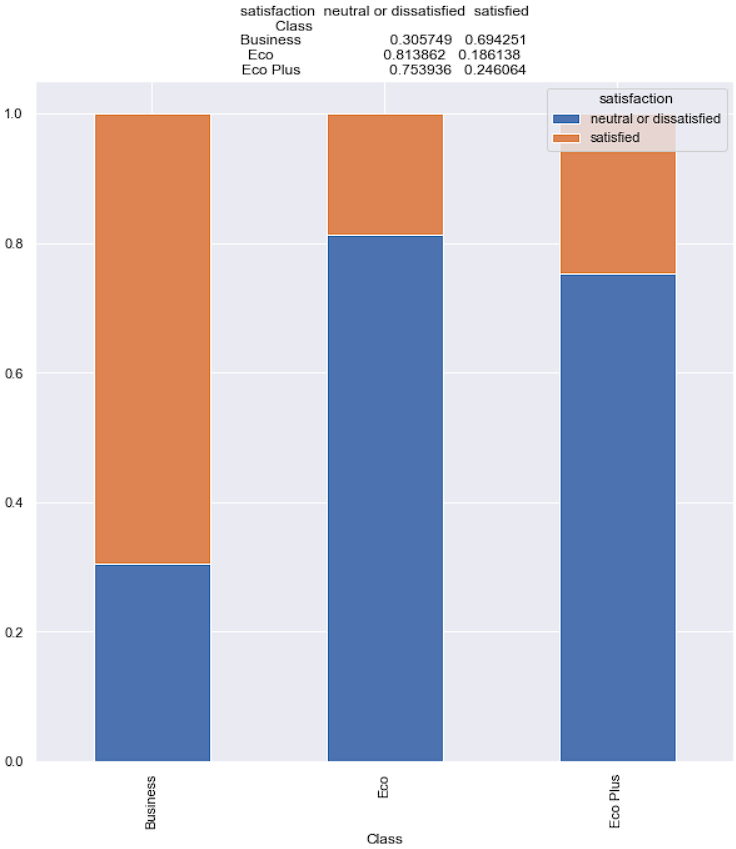 satisfaction neutral or dissatisfied satisfied
Class
Business 0.305749 0.694251
Eco 0.813862 0.186138
Eco Plus 0.753936 0.246064
satisfaction
neutral or dissatisfied
satisfied
1.0
0.8
0.6
0.4
0.2
0.0
Business
Eco
Eco Plus
Class